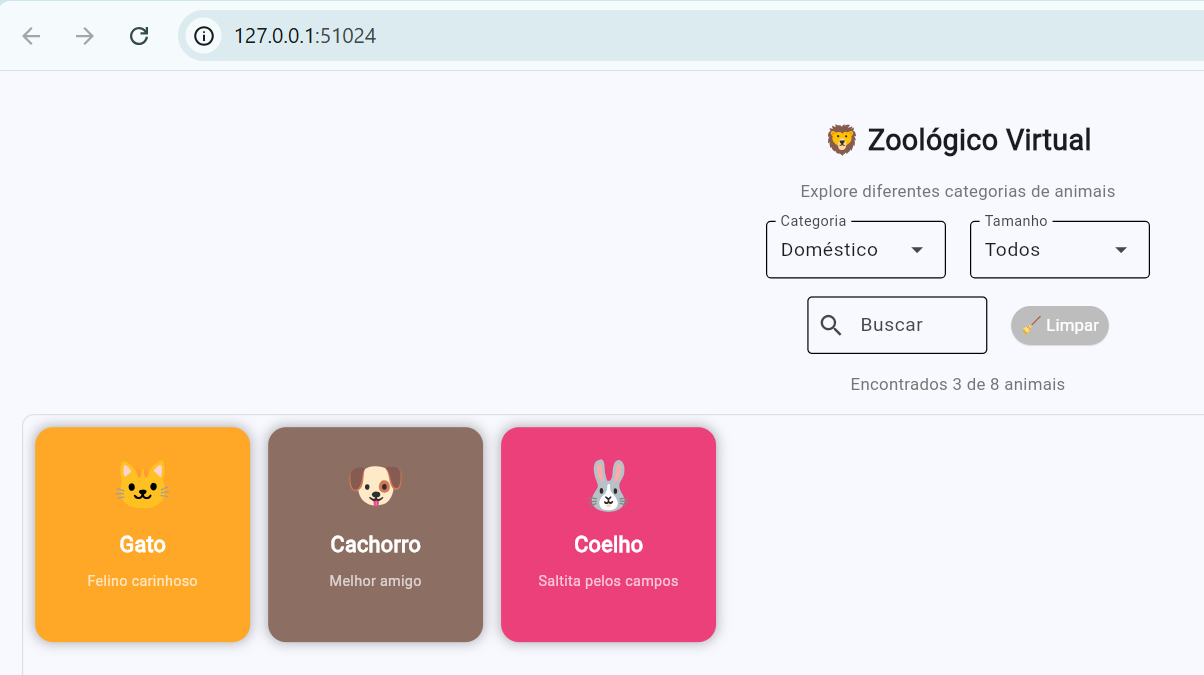 127.0.0.1:51024
🦁 Zoológico Virtual
Explore diferentes categorias de animais
Categoria
Doméstico
Tamanho
Todos
Buscar
🧹 Limpar
Encontrados 3 de 8 animais
Gato
Felino carinhoso
Cachorro
Melhor amigo
Coelho
Saltita pelos campos